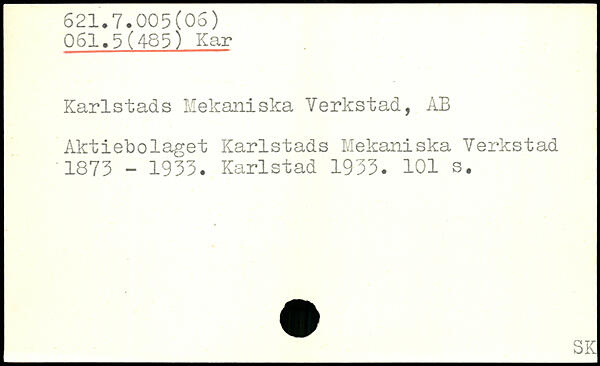 621.7.005(06)
061.5(485) Kar
Karlstads Mekaniska Verkstad, AB
Aktiebolaget Karlstads Mekaniska Verkstad
1873 - 1933. Karlstad 1933. 101 s.
SK